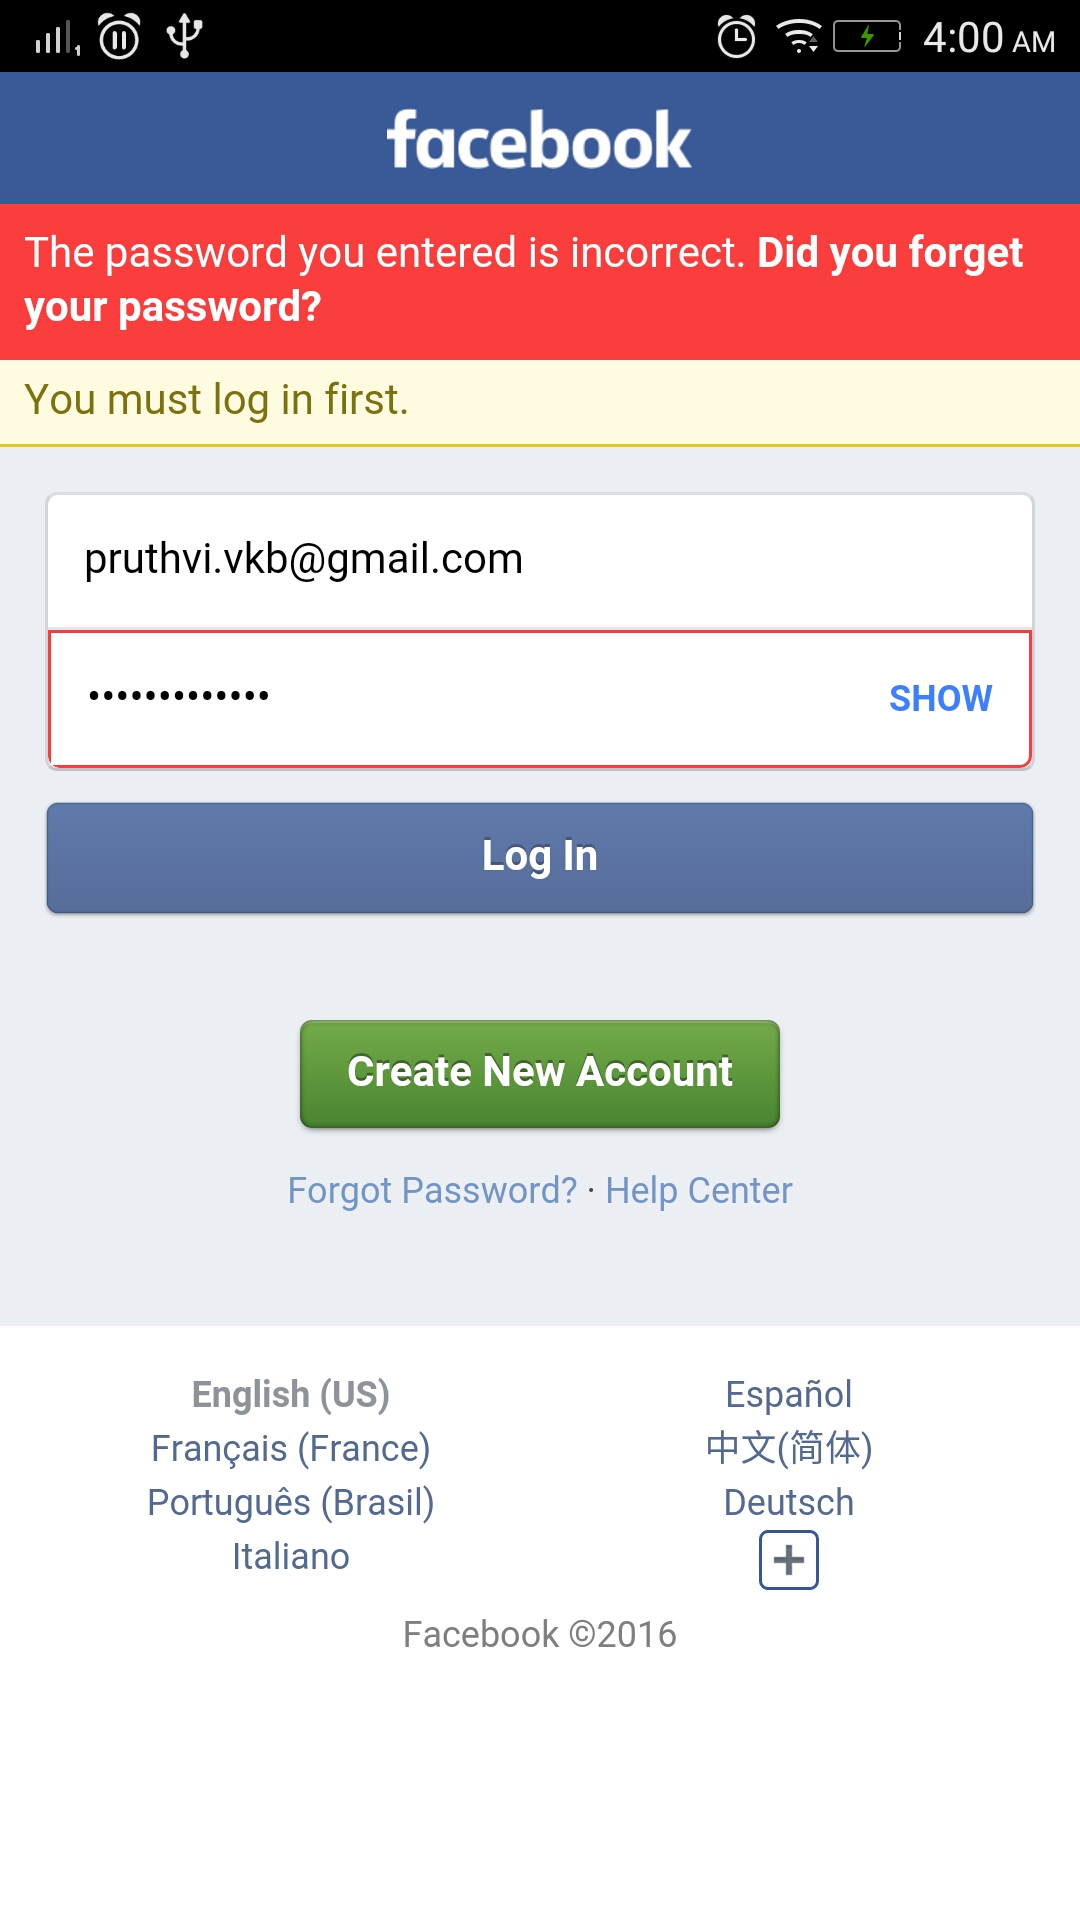 4:00 AM
facebook
The password you entered is incorrect. Did you forget
your password?
You must log in first.
pruthvi.vkb@gmail.com
•••••••••••••
SHOW
Log In
Create New Account
Forgot Password? · Help Center
English (US)
Español
Français (France)
中文(简体)
Português (Brasil)
Deutsch
Italiano
Facebook ©2016